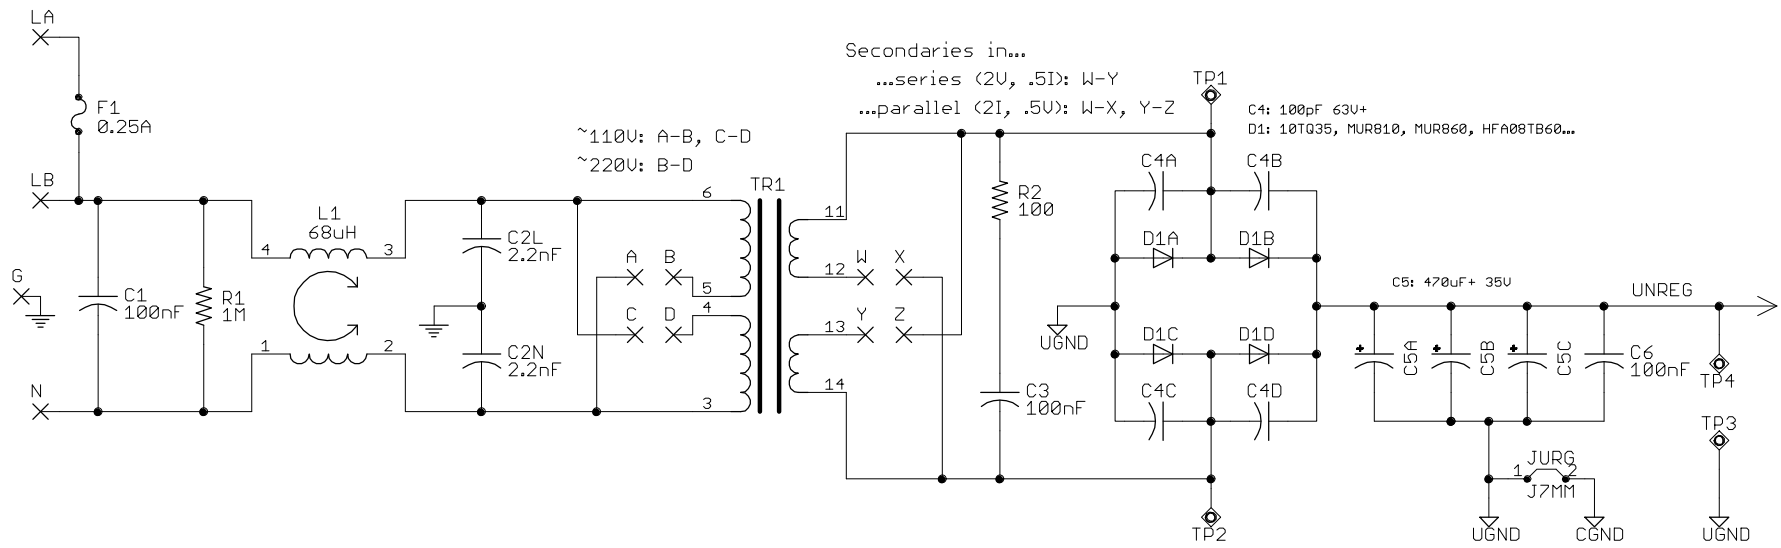 LA
F1
0.25A
LB
G
N
C1
100nF
R1
1M
L1
68uH
4
3
1
2
C2L
2.2nF
C2N
2.2nF
~110V: A-B, C-D
~220V: B-D
A
B
C
D
6
5
4
3
TR1
11
12
13
14
Secondaries in...
...series (2V, .5I): W-Y
...parallel (2I, .5V): W-X, Y-Z
W
X
Y
Z
R2
100
C3
100nF
TP1
C4: 100pF 63V+
D1: 10TQ35, MUR810, MUR860, HFA08TB60...
C4A
C4B
D1A
D1B
UGND
D1C
D1D
C4C
C4D
TP2
C5: 470uF+ 35V
UNREG
+
C5A
+
C5B
+
C5C
C6
100nF
TP4
TP3
JURG
1
2
J7MM
UGND
CGND
UGND